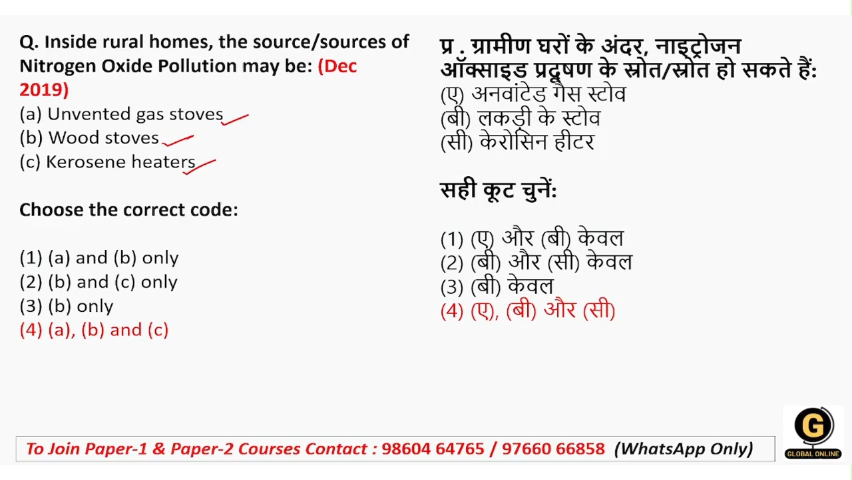 Q. Inside rural homes, the source/sources of
Nitrogen Oxide Pollution may be: (Dec
2019)
(a) Unvented gas stoves
(b) Wood stoves
(c) Kerosene heaters
Choose the correct code:
(1) (a) and (b) only
(2) (b) and (c) only
(3) (b) only
(4) (a), (b) and (c)
प्र . ग्रामीण घरों के अंदर, नाइट्रोजन
ऑक्साइड प्रदूषण के स्रोत/स्रोत हो सकते हैं:
(ए) अनवांटेड गैस स्टोव
(बी) लकड़ी के स्टोव
(सी) केरोसिन हीटर
सही कूट चुनें:
(1) (ए) और (बी) केवल
(2) (बी) और (सी) केवल
(3) (बी) केवल
(4) (ए), (बी) और (सी)
G
GLOBAL ONLINE
To Join Paper-1 & Paper-2 Courses Contact : 98604 64765 / 97660 66858 (WhatsApp Only)